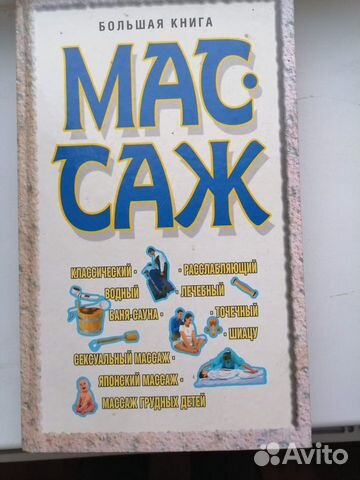 БОЛЬШАЯ КНИГА
МАС·
САЖ
КЛАССИЧЕСКИЙ · · РАССЛАБЛЯЮЩИЙ
ВОДНЫЙ · · ЛЕЧЕБНЫЙ
БАНЯ-САУНА · · ТОЧЕЧНЫЙ
· ШИАЦУ
СЕКСУАЛЬНЫЙ МАССАЖ ·
ЯПОНСКИЙ МАССАЖ ·
МАССАЖ ГРУДНЫХ ДЕТЕЙ
Avito